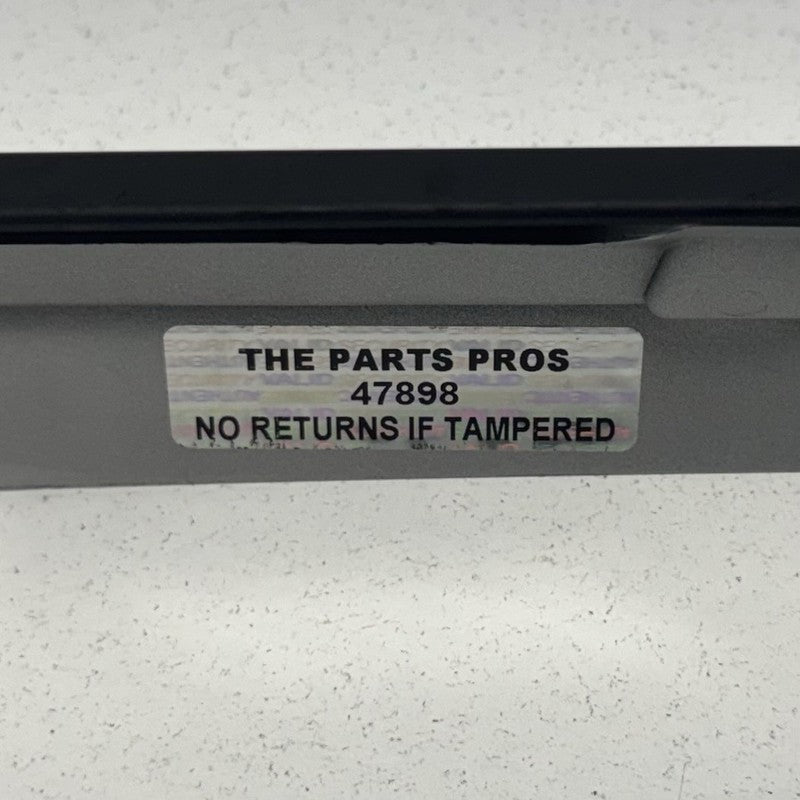 THE PARTS PROS
47898
NO RETURNS IF TAMPERED